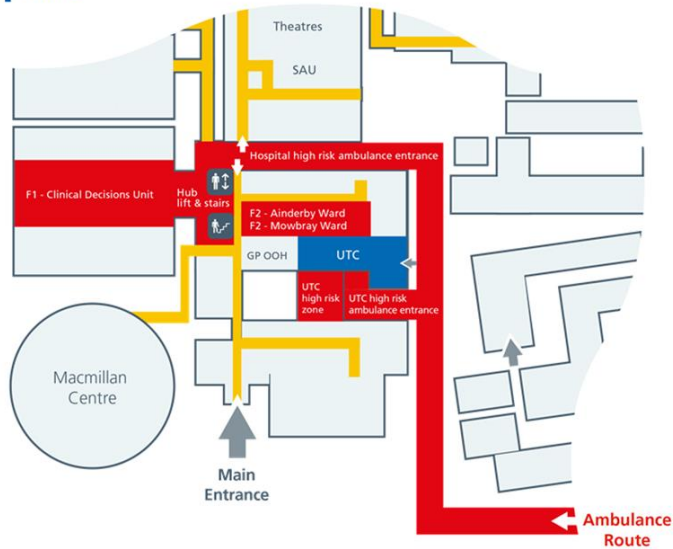 Theatres
SAU
Hospital high risk ambulance entrance
F1 - Clinical Decisions Unit
Hub
lift & stairs
F2 - Ainderby Ward
F2 - Mowbray Ward
GP OOH
UTC
UTC
high risk
zone
UTC high risk
ambulance entrance
Macmillan
Centre
Main
Entrance
Ambulance
Route